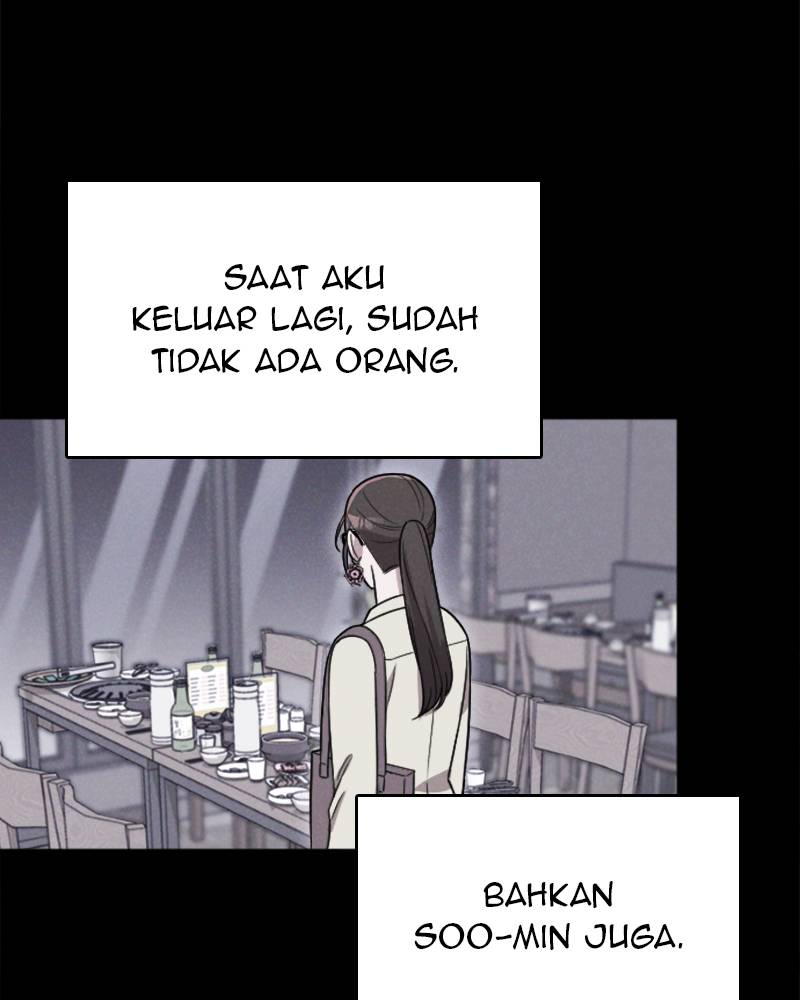 SAAT AKU
KELUAR LAGI, SUDAH
TIDAK ADA ORANG.
BAHKAN
SOO-MIN JUGA.